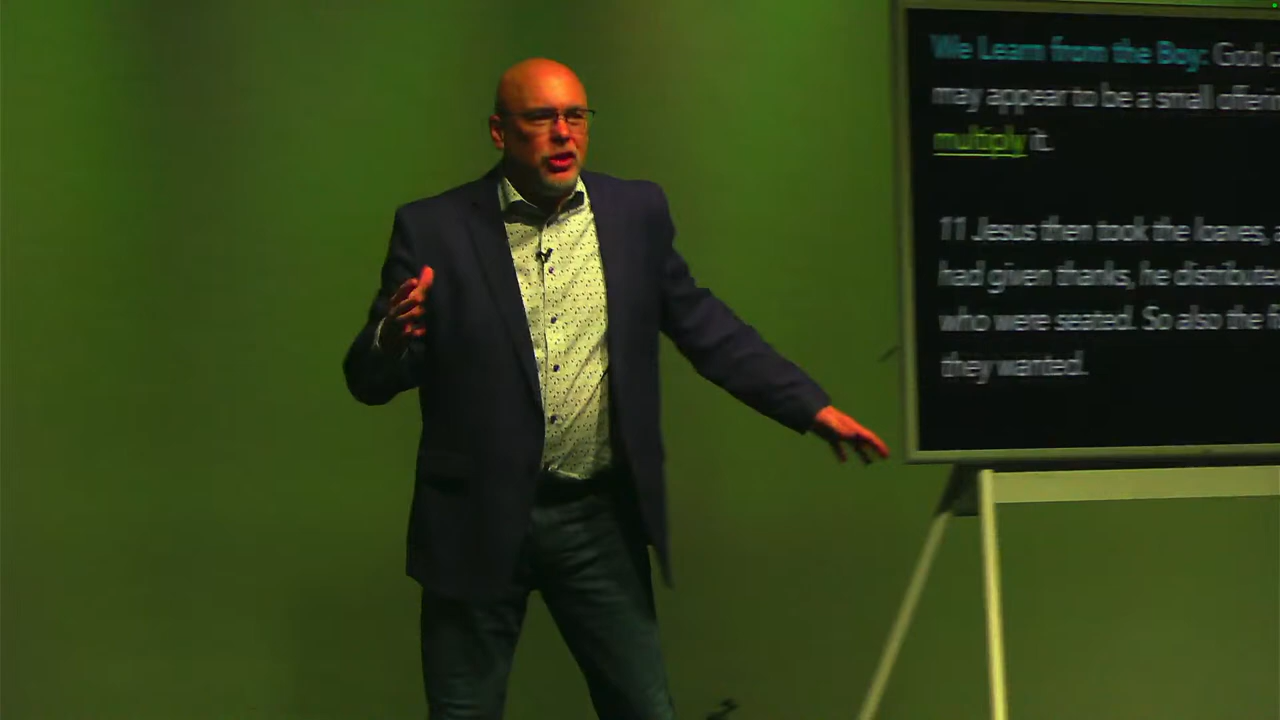 We Learn from the Boy: God
may appear to be a small
multiply it.
11 Jesus then took the loaves,
had given thanks, he
who were seated. So also the
they wanted.